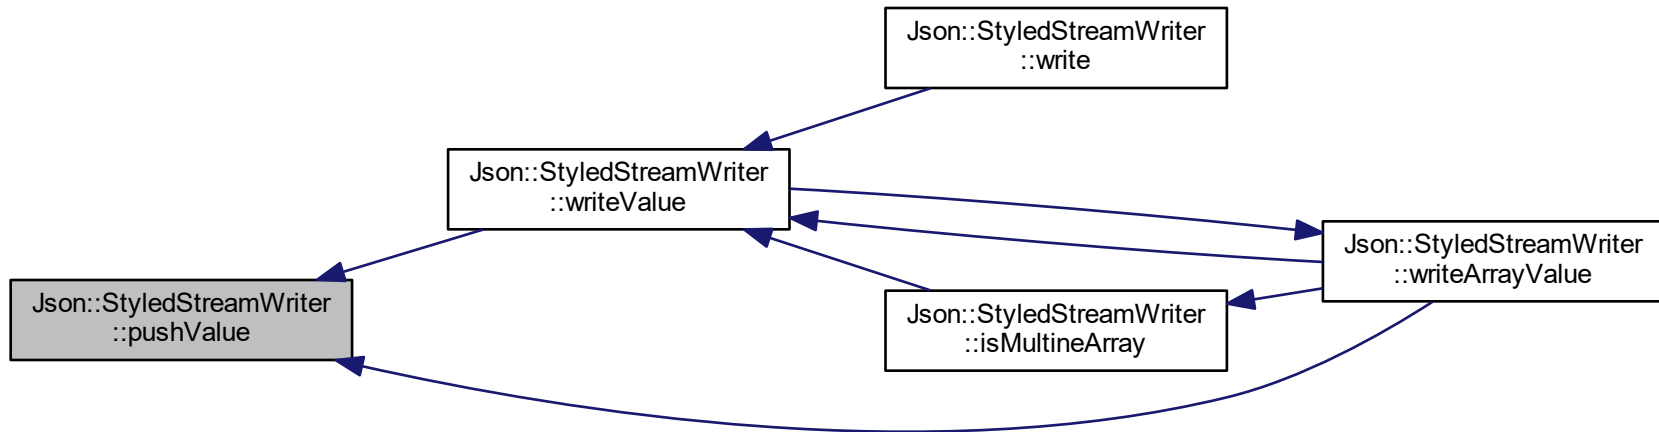 Json::StyledStreamWriter
::write
Json::StyledStreamWriter
::writeValue
Json::StyledStreamWriter
::writeArrayValue
Json::StyledStreamWriter
::pushValue
Json::StyledStreamWriter
::isMultineArray